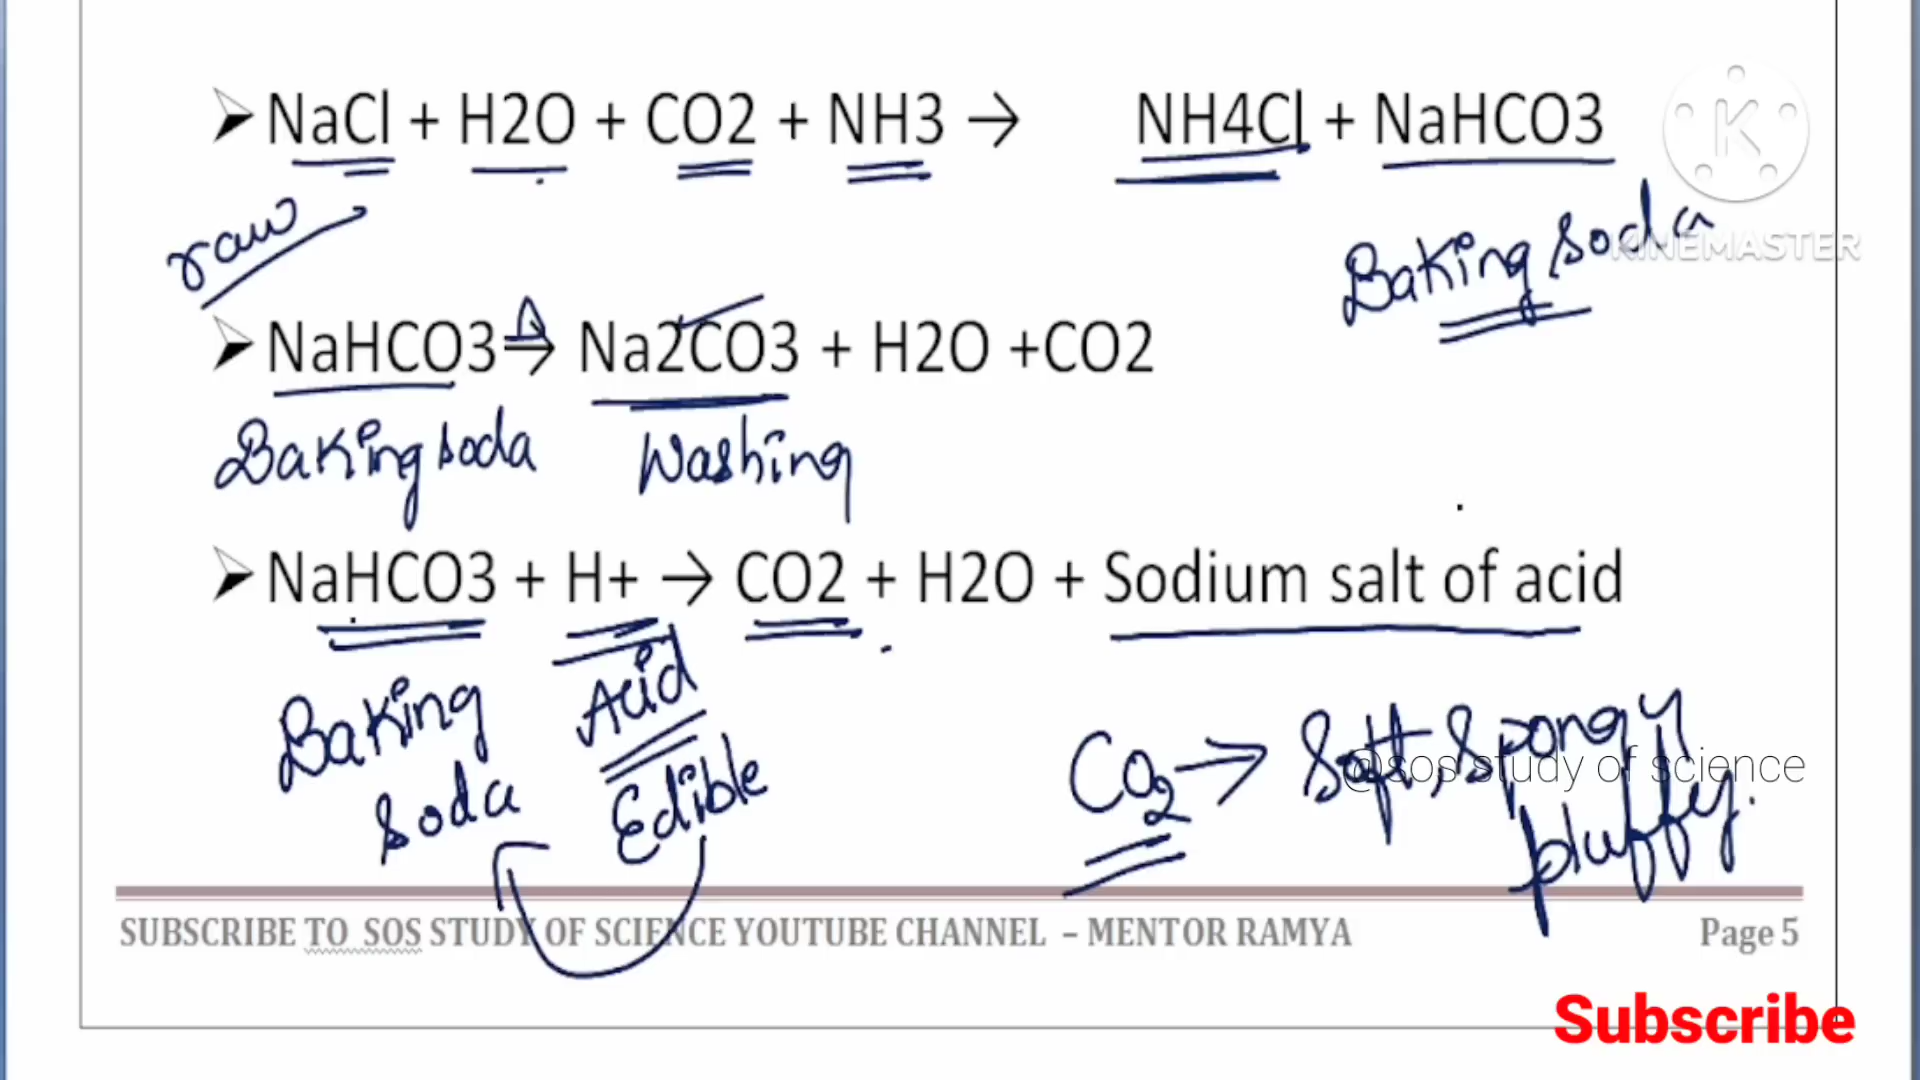 ➢ NaCl + H2O + CO2 + NH3 → NH4Cl + NaHCO3
K
KINEMASTER
raw
Baking soda
➢ NaHCO3 → Δ Na2CO3 + H2O +CO2
Baking soda Washing
➢ NaHCO3 + H+ → CO2 + H2O + Sodium salt of acid
Baking soda
Acid
Edible
CO2 → Soft, Spongy
@sos study of science
SUBSCRIBE TO SOS STUDY OF SCIENCE YOUTUBE CHANNEL – MENTOR RAMYA Page 5
Subscribe